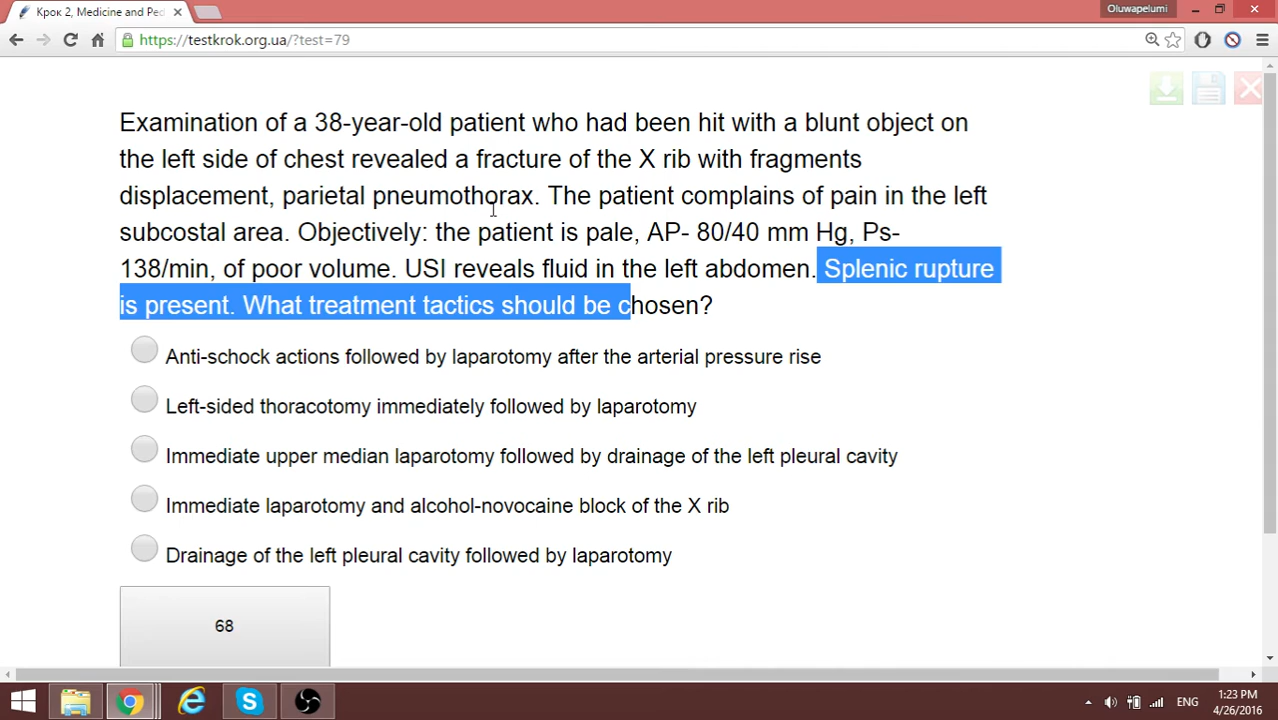 Крок 2, Medicine and Ped
Oluwapelumi
https://testkrok.org.ua/?test=79
Examination of a 38-year-old patient who had been hit with a blunt object on
the left side of chest revealed a fracture of the X rib with fragments
displacement, parietal pneumothorax. The patient complains of pain in the left
subcostal area. Objectively: the patient is pale, AP- 80/40 mm Hg, Ps-
138/min, of poor volume. USI reveals fluid in the left abdomen. Splenic rupture
is present. What treatment tactics should be chosen?
Anti-schock actions followed by laparotomy after the arterial pressure rise
Left-sided thoracotomy immediately followed by laparotomy
Immediate upper median laparotomy followed by drainage of the left pleural cavity
Immediate laparotomy and alcohol-novocaine block of the X rib
Drainage of the left pleural cavity followed by laparotomy
68
ENG
1:23 PM
4/26/2016